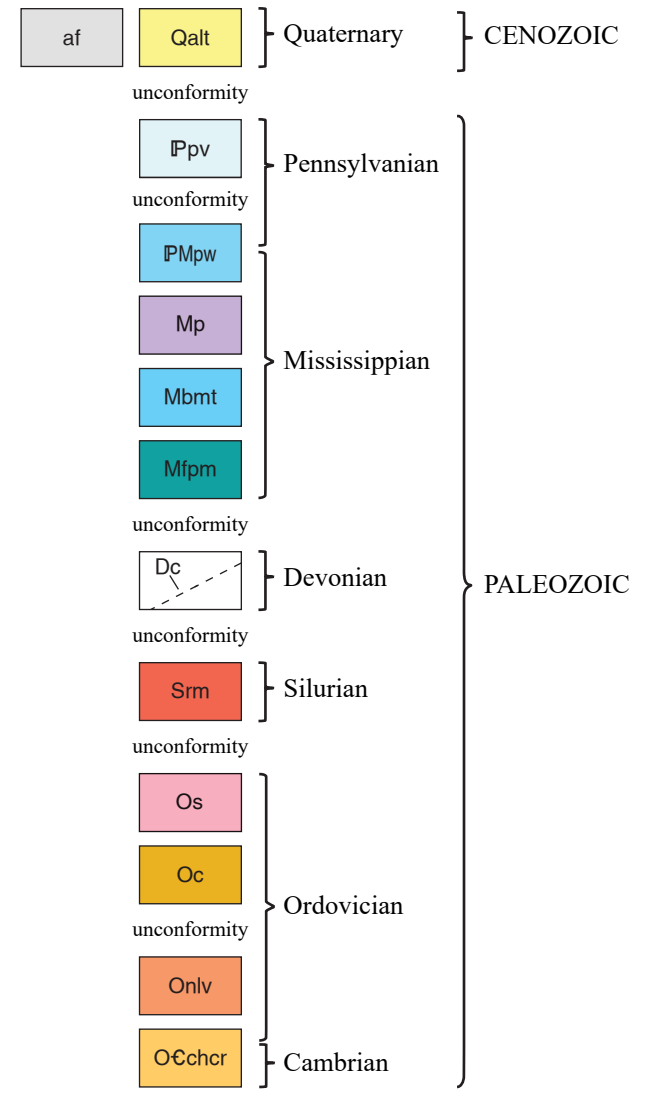 af Qalt Quaternary CENOZOIC
unconformity
ℙpv Pennsylvanian
unconformity
ℙMpw
Mp
Mississippian
Mbmt
Mfpm
unconformity
Dc Devonian PALEOZOIC
unconformity
Srm Silurian
unconformity
Os
Oc
Ordovician
unconformity
Onlv
O€chcr Cambrian